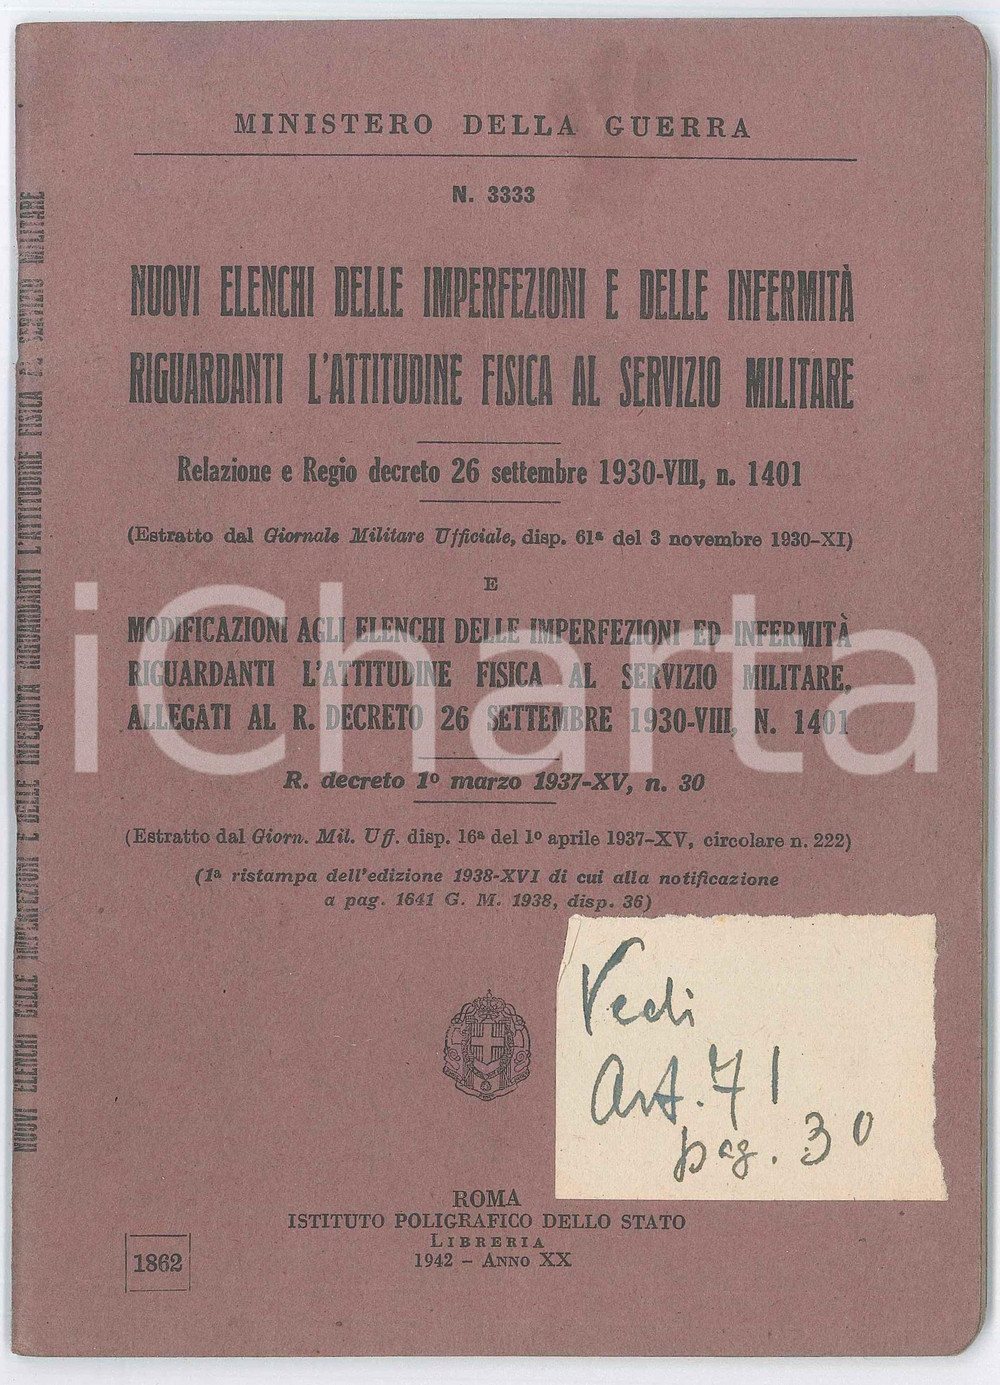 MINISTERO DELLA GUERRA
N. 3333
NUOVI ELENCHI DELLE IMPERFEZIONI E DELLE INFERMITÀ
RIGUARDANTI L'ATTITUDINE FISICA AL SERVIZIO MILITARE
Relazione e Regio decreto 26 settembre 1930-VIII, n. 1401
(Estratto dal Giornale Militare Ufficiale, disp. 61ª del 3 novembre 1930-XI)
E
MODIFICAZIONI AGLI ELENCHI DELLE IMPERFEZIONI ED INFERMITÀ
RIGUARDANTI L'ATTITUDINE FISICA AL SERVIZIO MILITARE,
ALLEGATI AL R. DECRETO 26 SETTEMBRE 1930-VIII, N. 1401
R. decreto 1º marzo 1937-XV, n. 30
(Estratto dal Giorn. Mil. Uff. disp. 16ª del 1º aprile 1937-XV, circolare n. 222)
(1ª ristampa dell'edizione 1938-XVI di cui alla notificazione
a pag. 1641 G. M. 1938, disp. 36)
Vedi
Art. 71
pag. 30
ROMA
ISTITUTO POLIGRAFICO DELLO STATO
LIBRERIA
1942 - ANNO XX
1862
NUOVI ELENCHI DELLE IMPERFEZIONI E DELLE INFERMITÀ RIGUARDANTI L'ATTITUDINE FISICA AL SERVIZIO MILITARE
iCharta